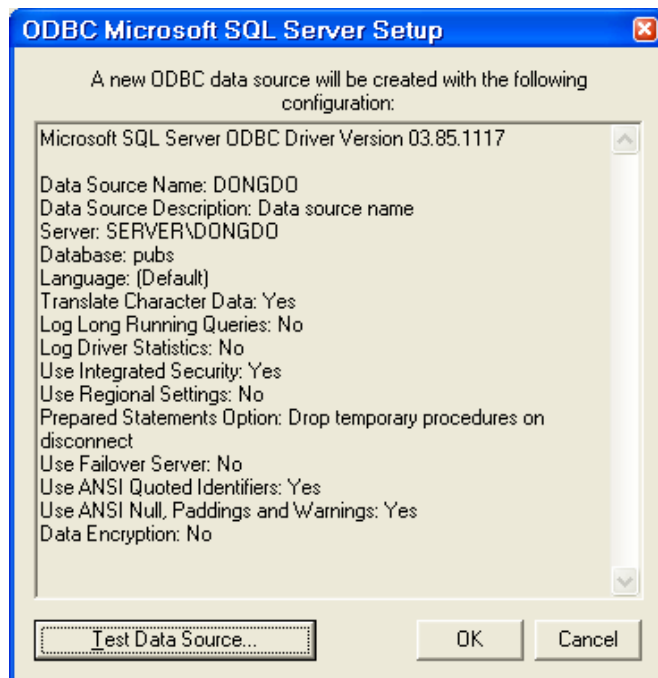 ODBC Microsoft SQL Server Setup
A new ODBC data source will be created with the following
configuration:
Microsoft SQL Server ODBC Driver Version 03.85.1117
Data Source Name: DONGDO
Data Source Description: Data source name
Server: SERVER\DONGDO
Database: pubs
Language: (Default)
Translate Character Data: Yes
Log Long Running Queries: No
Log Driver Statistics: No
Use Integrated Security: Yes
Use Regional Settings: No
Prepared Statements Option: Drop temporary procedures on
disconnect
Use Failover Server: No
Use ANSI Quoted Identifiers: Yes
Use ANSI Null, Paddings and Warnings: Yes
Data Encryption: No
Test Data Source... OK Cancel